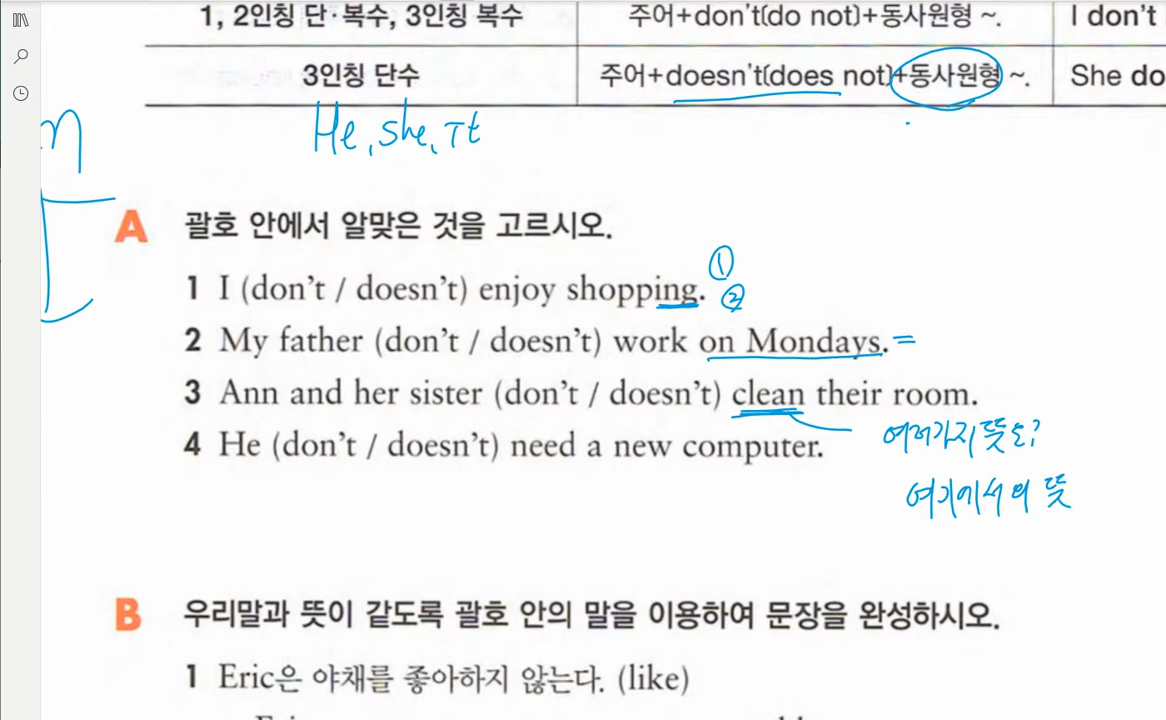 1, 2인칭 단·복수, 3인칭 복수 주어+don't(do not)+동사원형 ~. I don't
3인칭 단수 주어+doesn't(does not)+동사원형 ~. She do
He, she, It
A 괄호 안에서 알맞은 것을 고르시오.
①
1 I (don't / doesn't) enjoy shopping. ②
2 My father (don't / doesn't) work on Mondays. =
3 Ann and her sister (don't / doesn't) clean their room.
여러가지 뜻은?
4 He (don't / doesn't) need a new computer.
여기에서의 뜻
B 우리말과 뜻이 같도록 괄호 안의 말을 이용하여 문장을 완성하시오.
1 Eric은 야채를 좋아하지 않는다. (like)